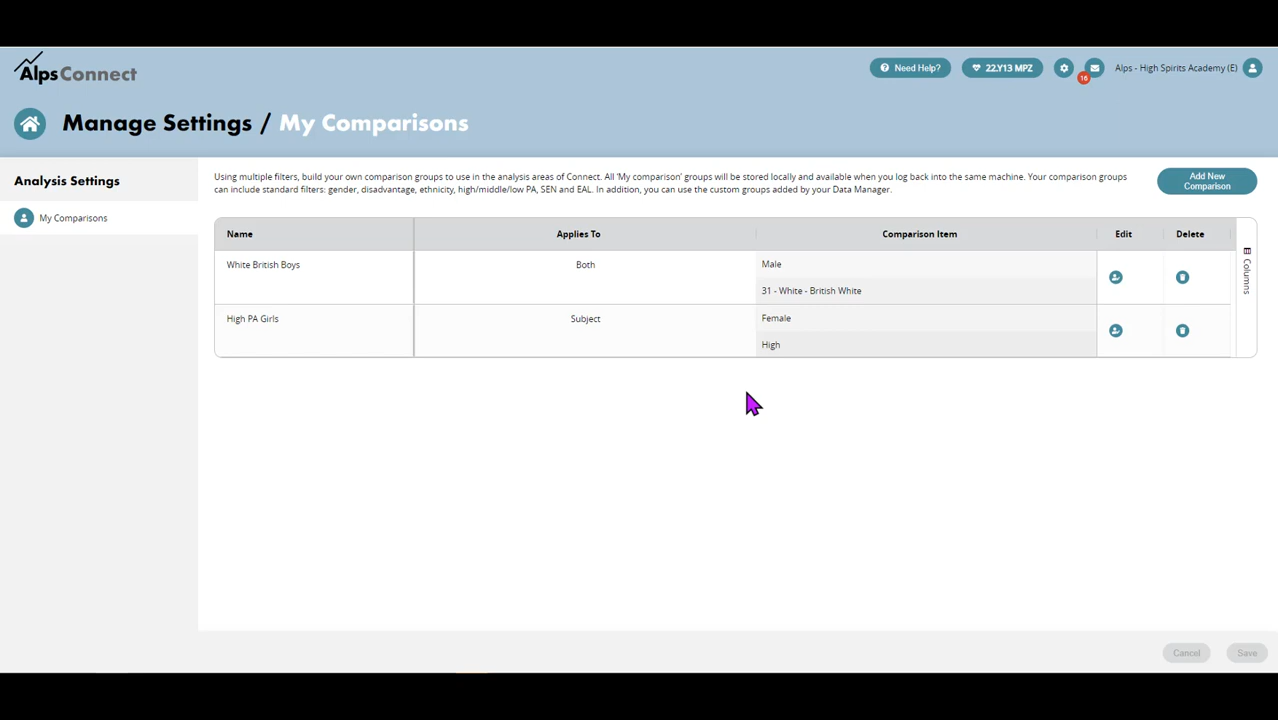 Alps Connect
Need Help?
22.Y13 MPZ
16
Alps - High Spirits Academy (E)
Manage Settings / My Comparisons
Analysis Settings
My Comparisons
Using multiple filters, build your own comparison groups to use in the analysis areas of Connect. All 'My comparison' groups will be stored locally and available when you log back into the same machine. Your comparison groups
can include standard filters: gender, disadvantage, ethnicity, high/middle/low PA, SEN and EAL. In addition, you can use the custom groups added by your Data Manager.
Add New
Comparison
Name
Applies To
Comparison Item
Edit
Delete
Columns
White British Boys
Both
Male
31 - White - British White
High PA Girls
Subject
Female
High
Cancel
Save